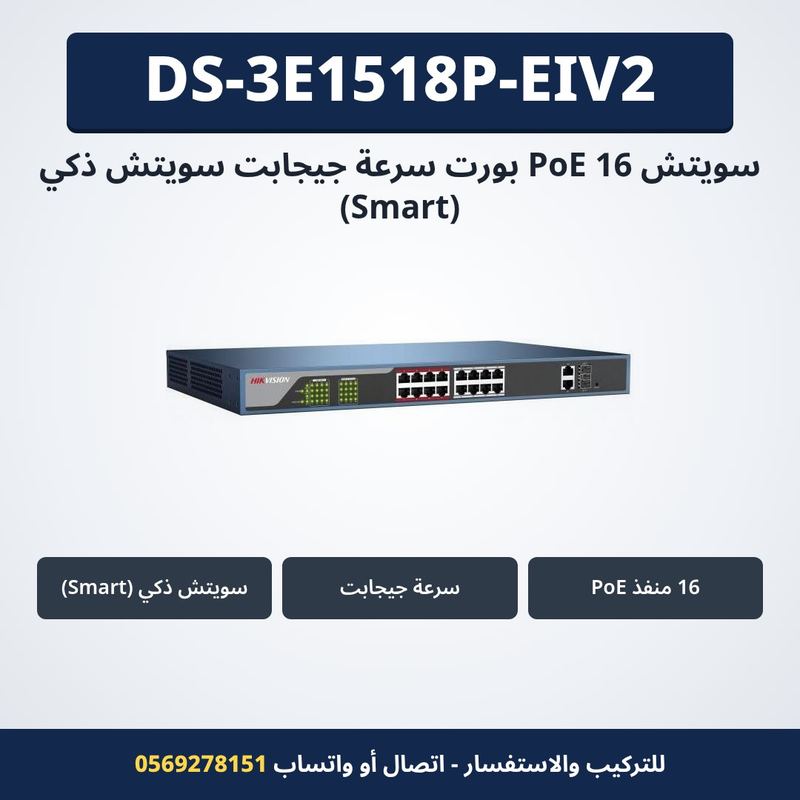 DS-3E1518P-EIV2
سويتش PoE 16 بورت سرعة جيجابت سويتش ذكي
(Smart)
HIKVISION
16 منفذ PoE
سرعة جيجابت
سويتش ذكي (Smart)
للتركيب والاستفسار - اتصال أو واتساب 0569278151